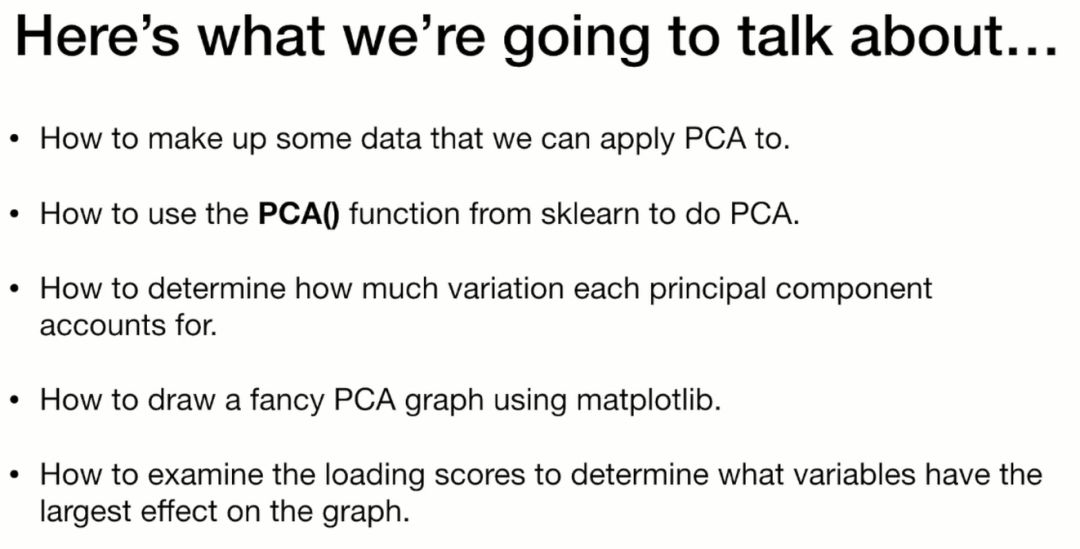 Here’s what we’re going to talk about…
• How to make up some data that we can apply PCA to.
• How to use the PCA() function from sklearn to do PCA.
• How to determine how much variation each principal component
accounts for.
• How to draw a fancy PCA graph using matplotlib.
• How to examine the loading scores to determine what variables have the
largest effect on the graph.